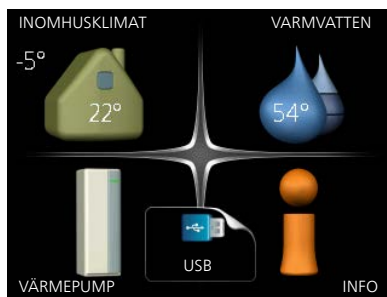 INOMHUSKLIMAT
VARMVATTEN
-5°
22°
54°
USB
VÄRMEPUMP
INFO